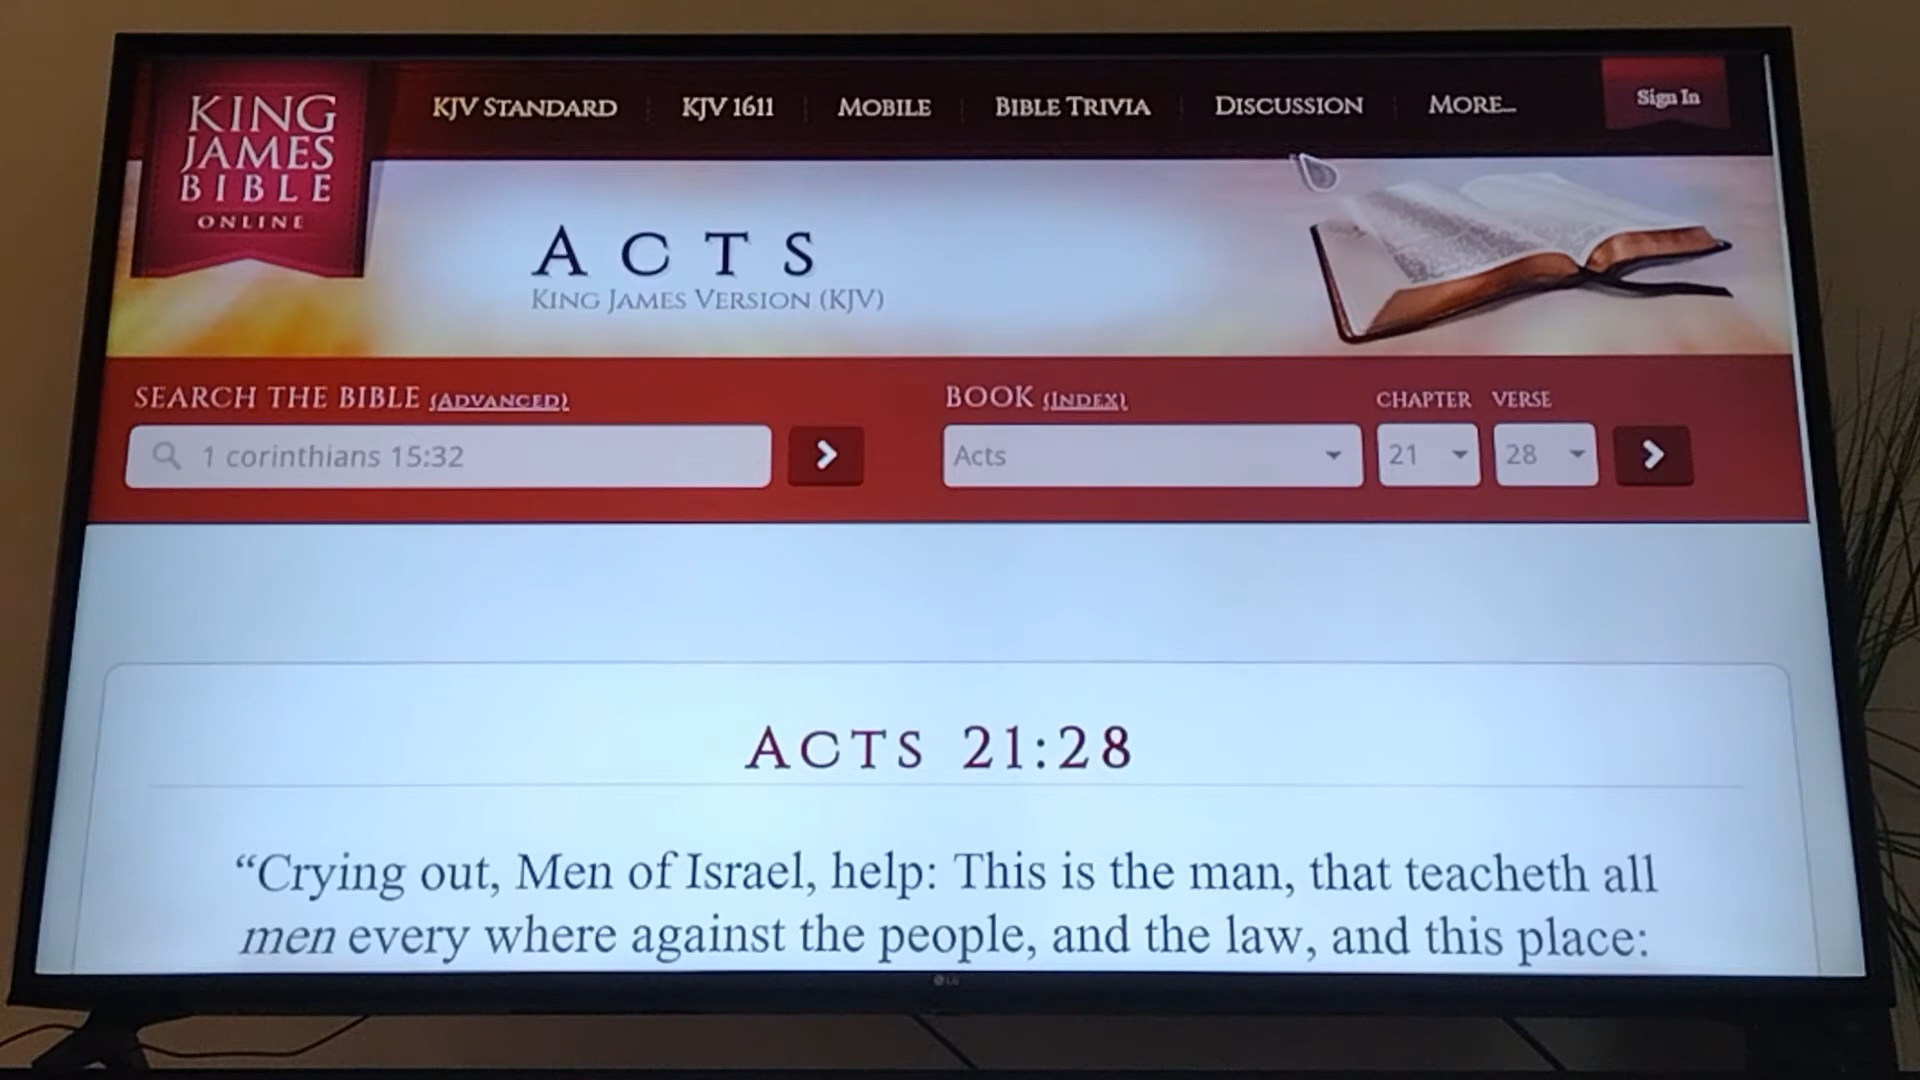 KING
JAMES
BIBLE
ONLINE
KJV STANDARD KJV 1611 MOBILE BIBLE TRIVIA DISCUSSION MORE... Sign In
ACTS
KING JAMES VERSION (KJV)
SEARCH THE BIBLE (ADVANCED) BOOK (INDEX) CHAPTER VERSE
1 corinthians 15:32 Acts 21 28
ACTS 21:28
“Crying out, Men of Israel, help: This is the man, that teacheth all
men every where against the people, and the law, and this place:
LG